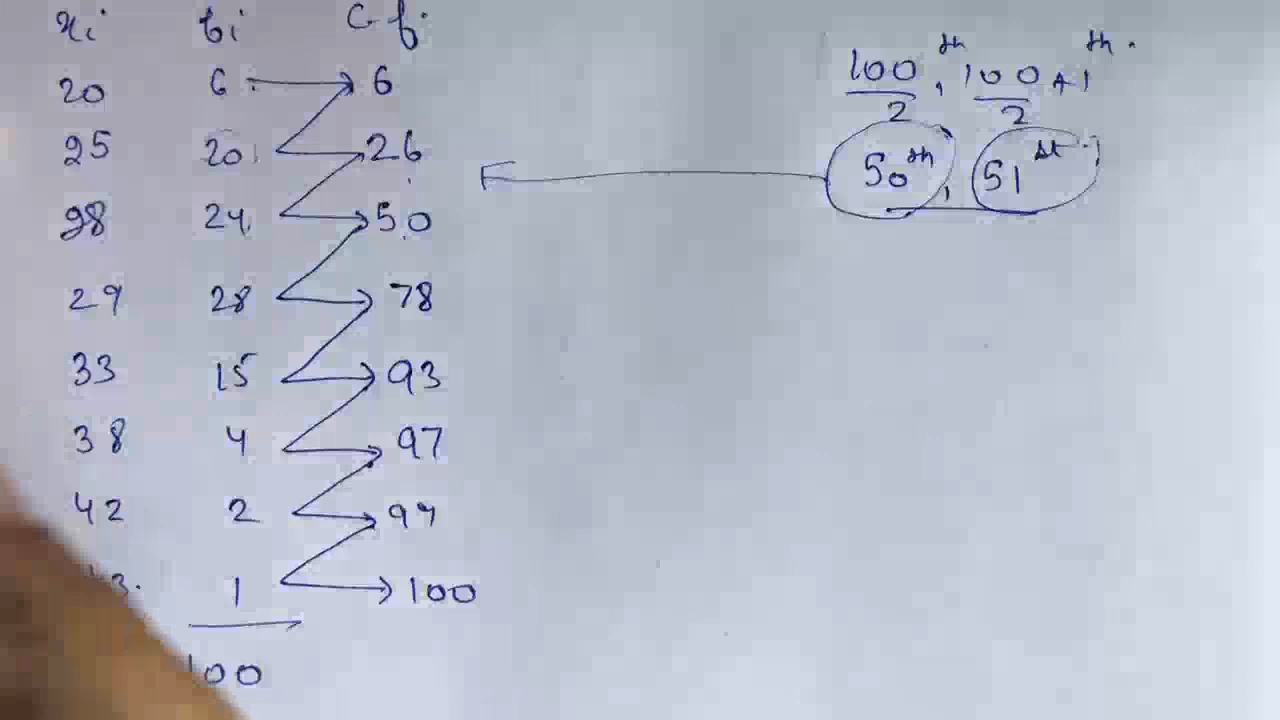 xi fi C.f.
20 6 6
25 20 26
28 24 50
29 28 78
33 15 93
38 4 97
42 2 99
3. 1 100
100
100/2 th, 100/2 +1 th.
50th, 51st